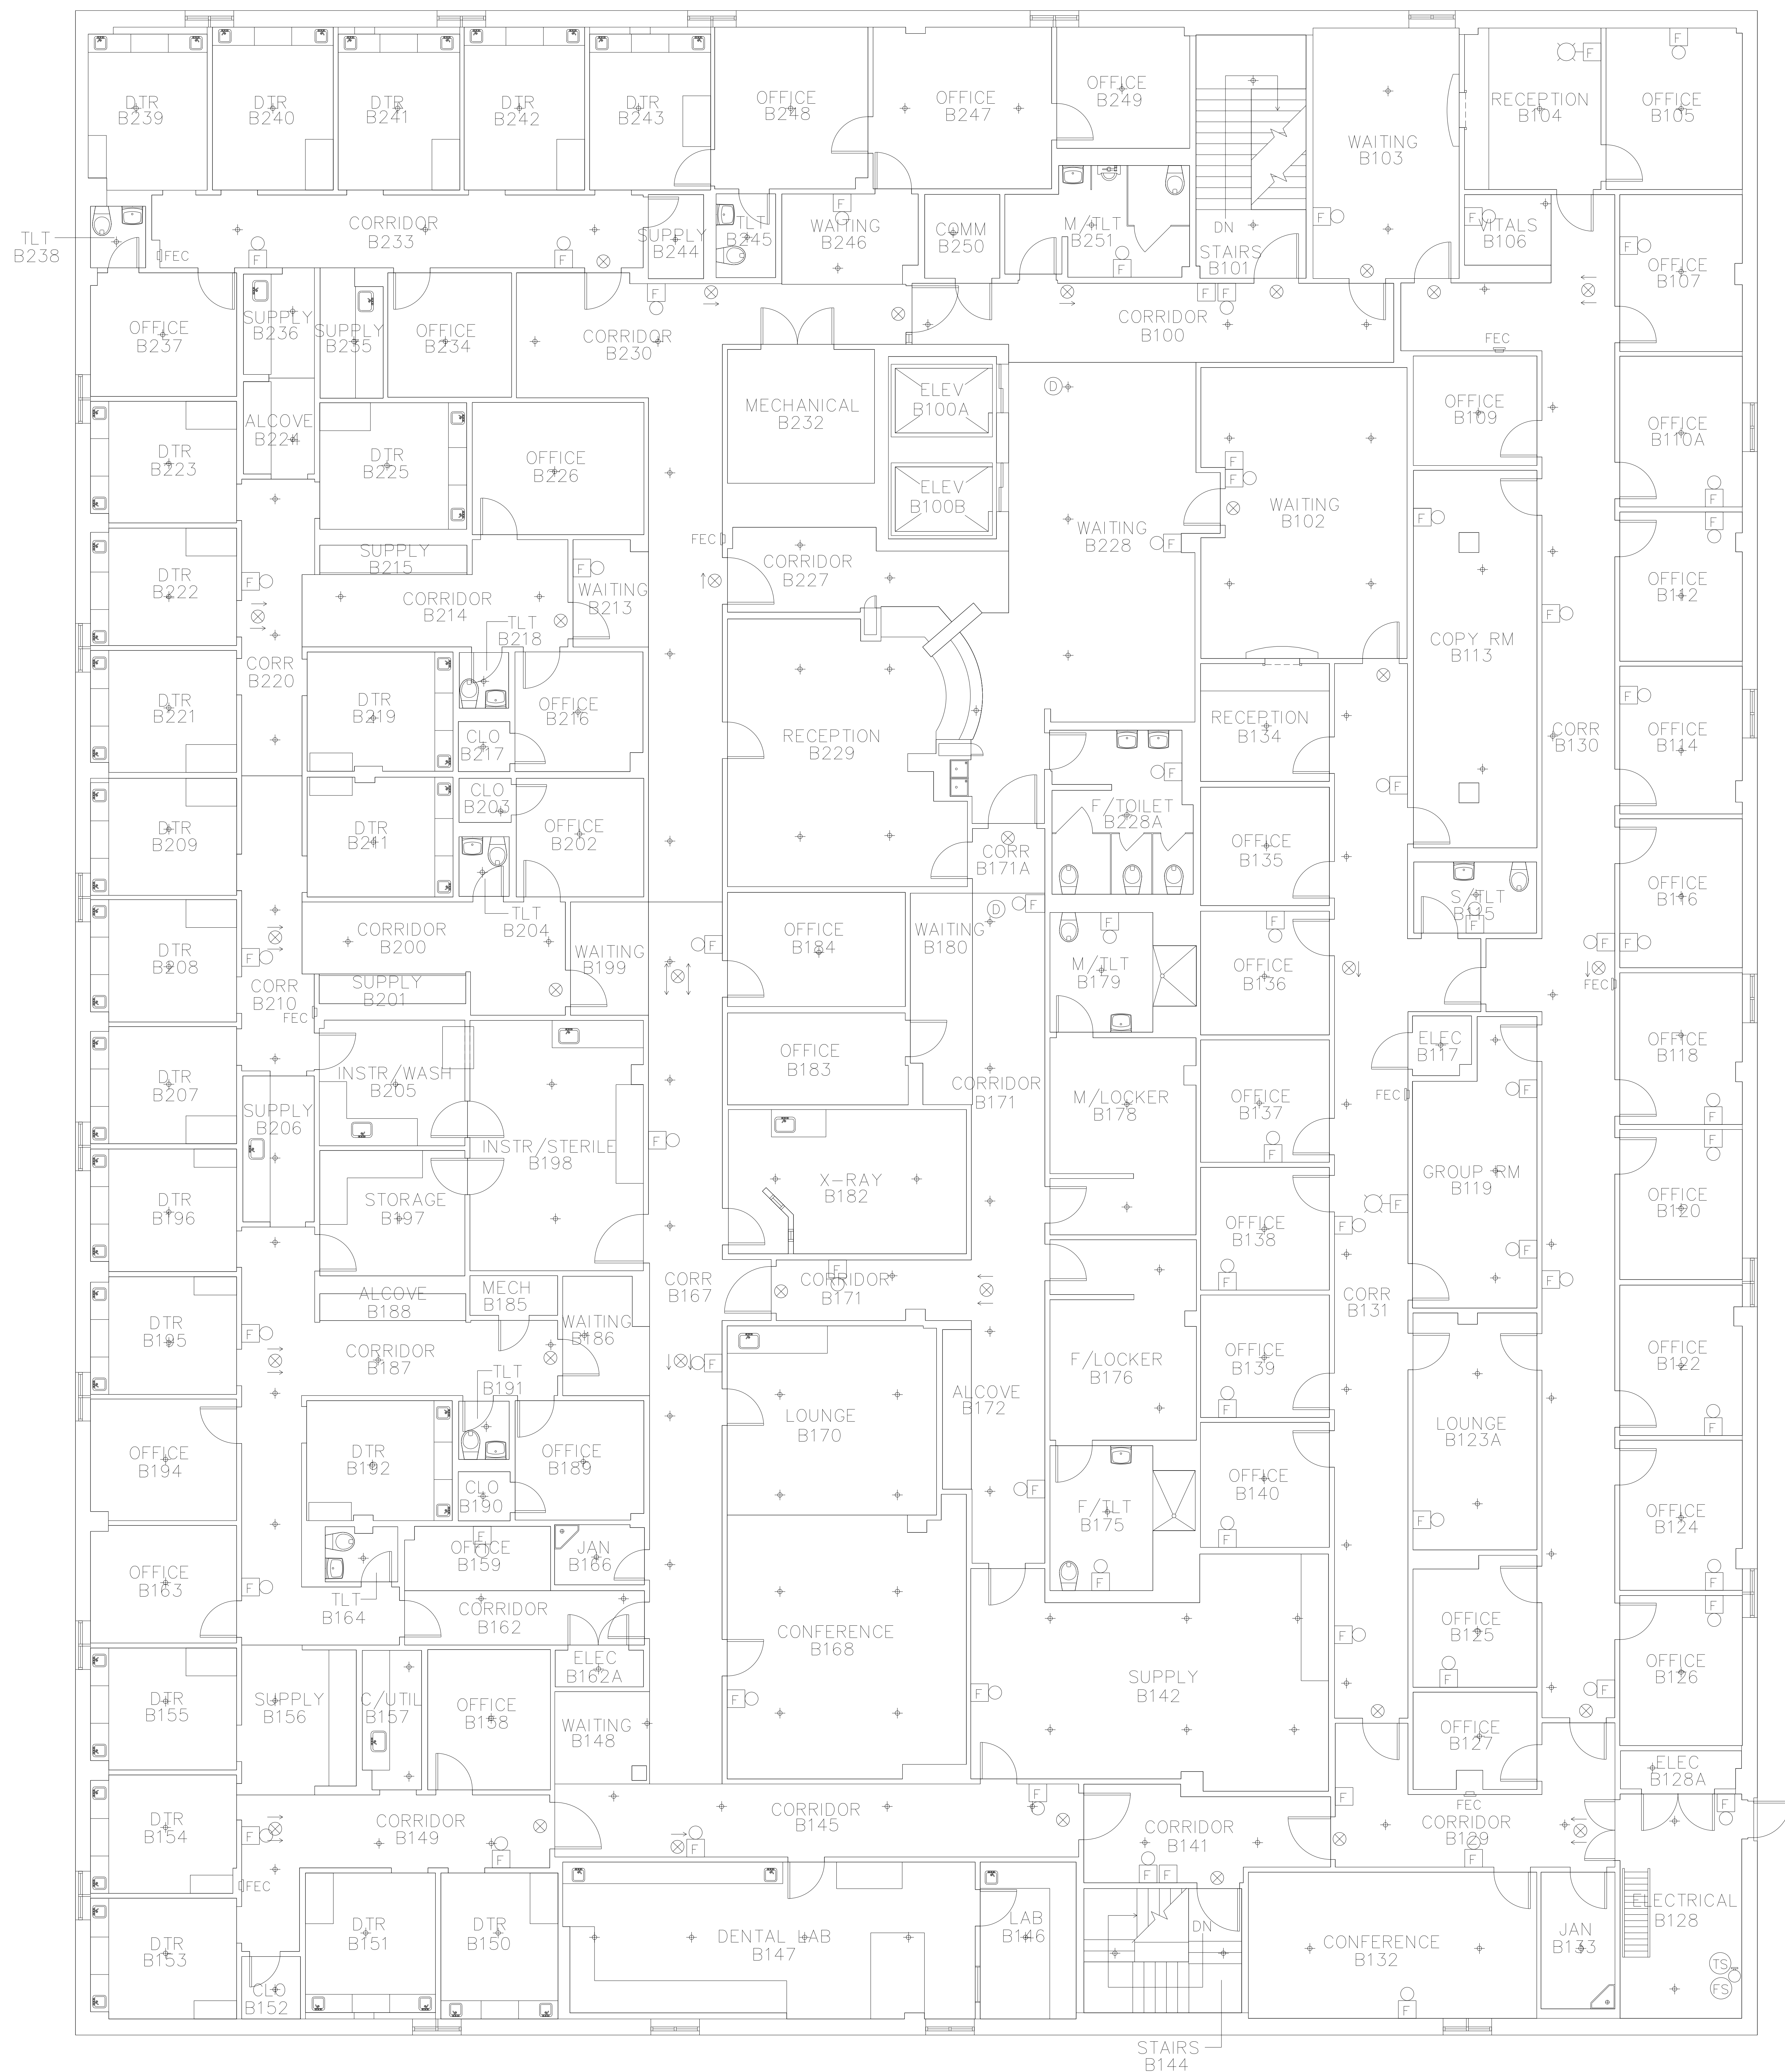 DTR
B239
DTR
B240
DTR
B241
DTR
B242
DTR
B243
OFFICE
B248
OFFICE
B247
OFFICE
B249
WAITING
B103
RECEPTION
B104
F
F
OFFICE
B105
TLT
B238
FEC
CORRIDOR
B233
F
F
SUPPLY
B244
TLT
B245
F
WAITING
B246
COMM
B250
M/TLT
B251
F
DN
STAIRS
B101
F
F
VITALS
B106
F
OFFICE
B107
OFFICE
B237
SUPPLY
B236
SUPPLY
B235
OFFICE
B234
F
CORRIDOR
B230
F
F
CORRIDOR
B100
FEC
MECHANICAL
B232
ELEV
B100A
ELEV
B100B
D
OFFICE
B109
OFFICE
B110A
F
DTR
B223
ALCOVE
B224
DTR
B225
OFFICE
B226
F
F
WAITING
B102
WAITING
B228
F
F
COPY RM
B113
F
OFFICE
B112
F
DTR
B222
F
SUPPLY
B215
CORRIDOR
B214
F
WAITING
B213
FEC
CORRIDOR
B227
TLT
B218
CORR
B220
DTR
B221
DTR
B219
CLO
B217
OFFICE
B216
RECEPTION
B229
RECEPTION
B134
F
F
CORR
B130
F
OFFICE
B114
DTR
B209
DTR
B211
CLO
B203
OFFICE
B202
F/TOILET
B228A
CORR
B171A
OFFICE
B135
S/TLT
B115
F
OFFICE
B116
F
F
DTR
B208
F
CORR
B210
FEC
CORRIDOR
B200
TLT
B204
WAITING
B199
F
SUPPLY
B201
OFFICE
B184
WAITING
B180
D
F
F
M/TLT
B179
F
OFFICE
B136
FEC
OFFICE
B118
F
DTR
B207
SUPPLY
B206
INSTR/WASH
B205
INSTR/STERILE
B198
F
OFFICE
B183
CORRIDOR
B171
M/LOCKER
B178
OFFICE
B137
F
ELEC
B117
FEC
F
GROUP RM
B119
F
F
OFFICE
B120
F
DTR
B196
STORAGE
B197
X-RAY
B182
OFFICE
B138
F
F
F
F
DTR
B195
F
ALCOVE
B188
MECH
B185
CORRIDOR
B187
WAITING
B186
CORR
B167
F
CORRIDOR
B171
F
F/LOCKER
B176
OFFICE
B139
F
CORR
B131
OFFICE
B122
F
OFFICE
B194
DTR
B192
TLT
B191
CLO
B190
OFFICE
B189
LOUNGE
B170
ALCOVE
B172
F
F/TLT
B175
F
OFFICE
B140
F
LOUNGE
B123A
F
OFFICE
B124
F
OFFICE
B163
F
TLT
B164
OFFICE
B159
F
JAN
B166
CORRIDOR
B162
ELEC
B162A
CONFERENCE
B168
F
SUPPLY
B142
F
F
OFFICE
B125
F
F
OFFICE
B126
F
DTR
B155
SUPPLY
B156
C/UTIL
B157
OFFICE
B158
WAITING
B148
OFFICE
B127
FEC
ELEC
B128A
F
DTR
B154
F
FEC
CORRIDOR
B149
F
CORRIDOR
B145
F
F
CORRIDOR
B141
F
F
F
CORRIDOR
B129
F
DTR
B153
CLO
B152
DTR
B151
DTR
B150
DENTAL LAB
B147
LAB
B146
DN
STAIRS
B144
CONFERENCE
B132
F
JAN
B133
ELECTRICAL
B128
TS
FS